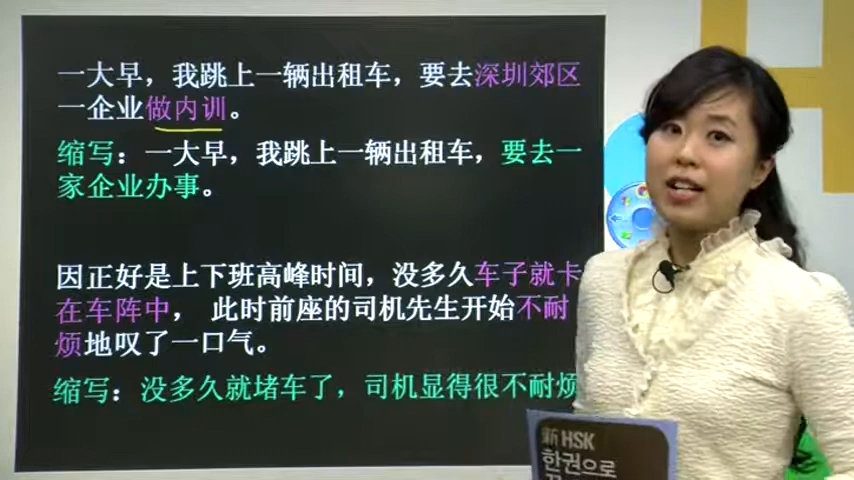 一大早，我跳上一辆出租车，要去深圳郊区
一企业做内训。
缩写：一大早，我跳上一辆出租车，要去一
家企业办事。
因正好是上下班高峰时间，没多久车子就卡
在车阵中， 此时前座的司机先生开始不耐
烦地叹了一口气。
缩写：没多久就堵车了，司机显得很不耐烦
新 HSK
한권으로